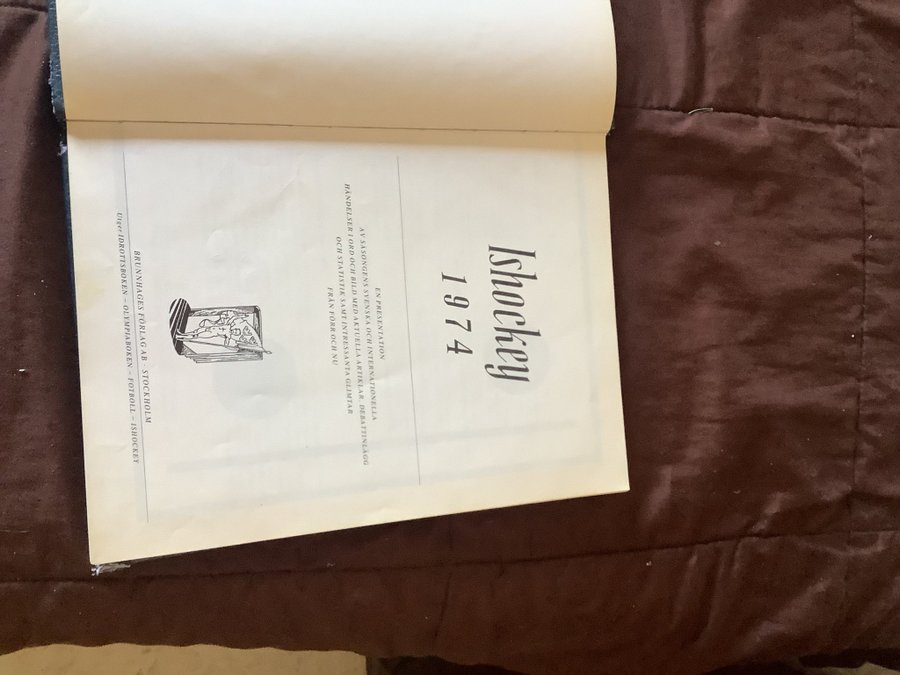 Ishockey
1974
EN PRESENTATION
AV SÄSONGENS SVENSKA OCH INTERNATIONELLA
HÄNDELSER I ORD OCH BILD MED AKTUELLA ARTIKLAR, DEBATTINLÄGG
OCH STATISTIK SAMT INTRESSANTA GLIMTAR
FRÅN FÖRR OCH NU
BRUNNHAGES FÖRLAG AB · STOCKHOLM
Utger IDROTTSBOKEN – OLYMPIABOKEN – FOTBOLL – ISHOCKEY